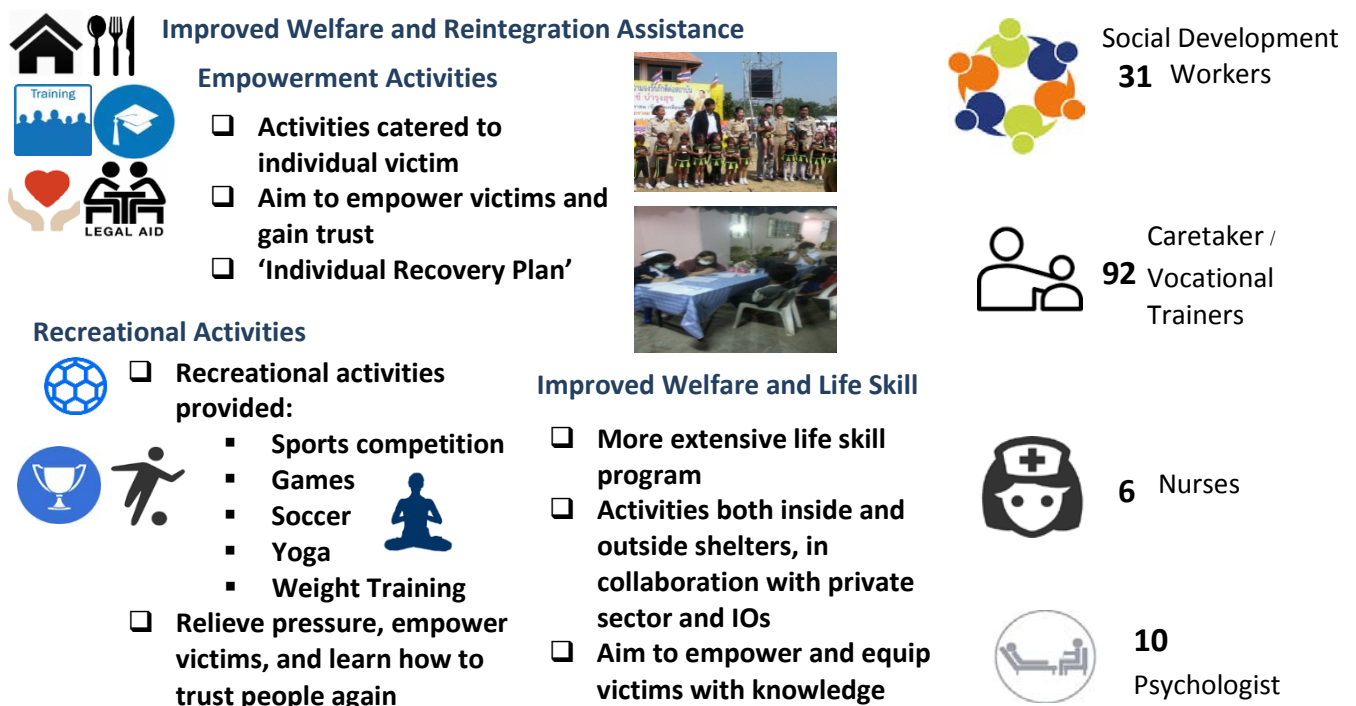 Improved Welfare and Reintegration Assistance
Training
LEGAL AID
Empowerment Activities
❑ Activities catered to
individual victim
❑ Aim to empower victims and
gain trust
❑ ‘Individual Recovery Plan’
Recreational Activities
❑ Recreational activities
provided:
▪ Sports competition
▪ Games
▪ Soccer
▪ Yoga
▪ Weight Training
❑ Relieve pressure, empower
victims, and learn how to
trust people again
Improved Welfare and Life Skill
❑ More extensive life skill
program
❑ Activities both inside and
outside shelters, in
collaboration with private
sector and IOs
❑ Aim to empower and equip
victims with knowledge
Social Development
31 Workers
Caretaker /
92 Vocational
Trainers
6 Nurses
10
Psychologist